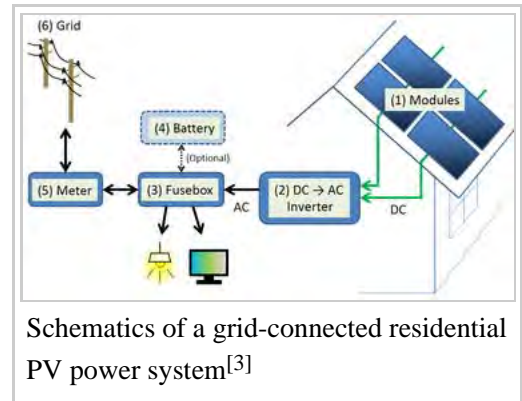 (6) Grid
(1) Modules
(4) Battery
(Optional)
(5) Meter
(3) Fusebox
AC
(2) DC → AC
Inverter
DC
Schematics of a grid-connected residential
PV power system[3]